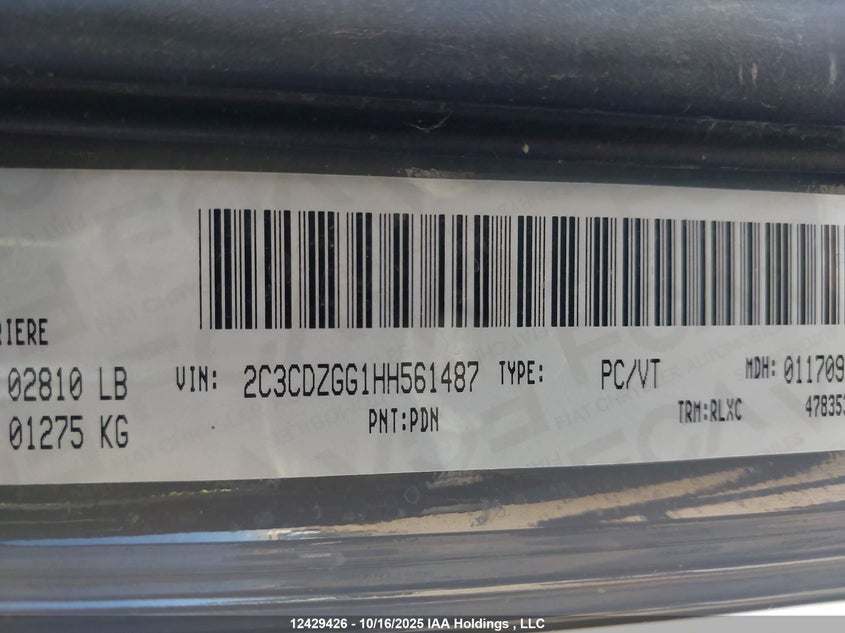 RIERE
02810 LB
01275 KG
VIN: 2C3CDZGG1HH561487 TYPE: PC/VT MDH: 011709
PNT:PDN TRM:RLXC 47835
12429426 - 10/16/2025 IAA Holdings , LLC